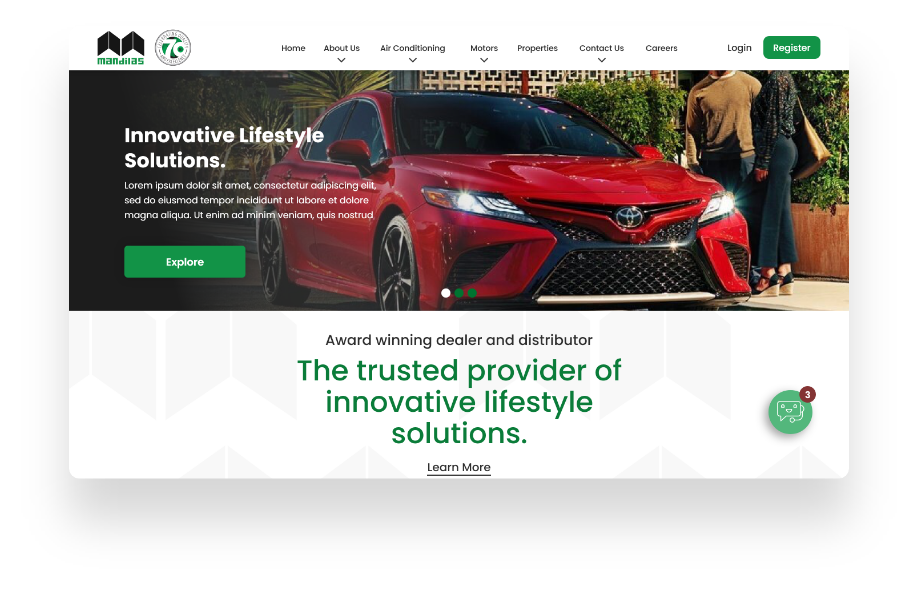 mandilas
70
Home
About Us
Air Conditioning
Motors
Properties
Contact Us
Careers
Login
Register
Innovative Lifestyle
Solutions.
Lorem ipsum dolor sit amet, consectetur adipiscing elit,
sed do eiusmod tempor incididunt ut labore et dolore
magna aliqua. Ut enim ad minim veniam, quis nostrud
Explore
Award winning dealer and distributor
The trusted provider of
innovative lifestyle
solutions.
3
Learn More